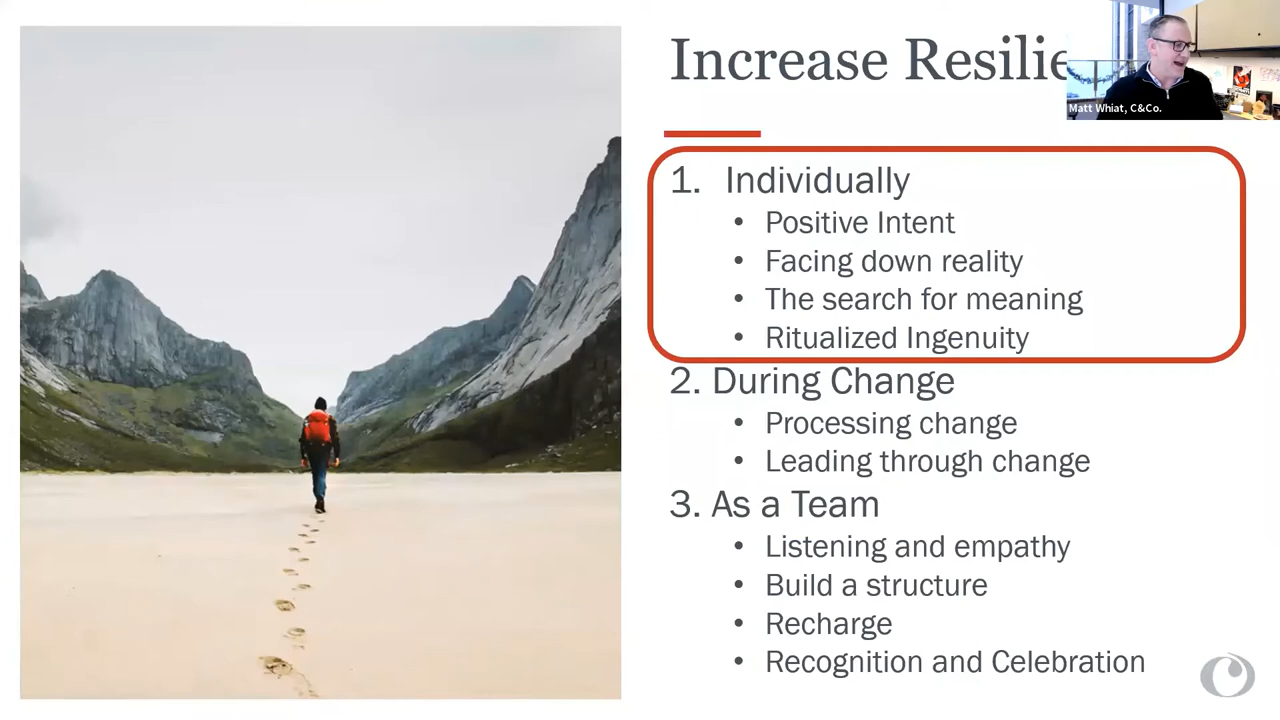 Increase Resilie
Matt Whiat, C&Co.
1. Individually
• Positive Intent
• Facing down reality
• The search for meaning
• Ritualized Ingenuity
2. During Change
• Processing change
• Leading through change
3. As a Team
• Listening and empathy
• Build a structure
• Recharge
• Recognition and Celebration